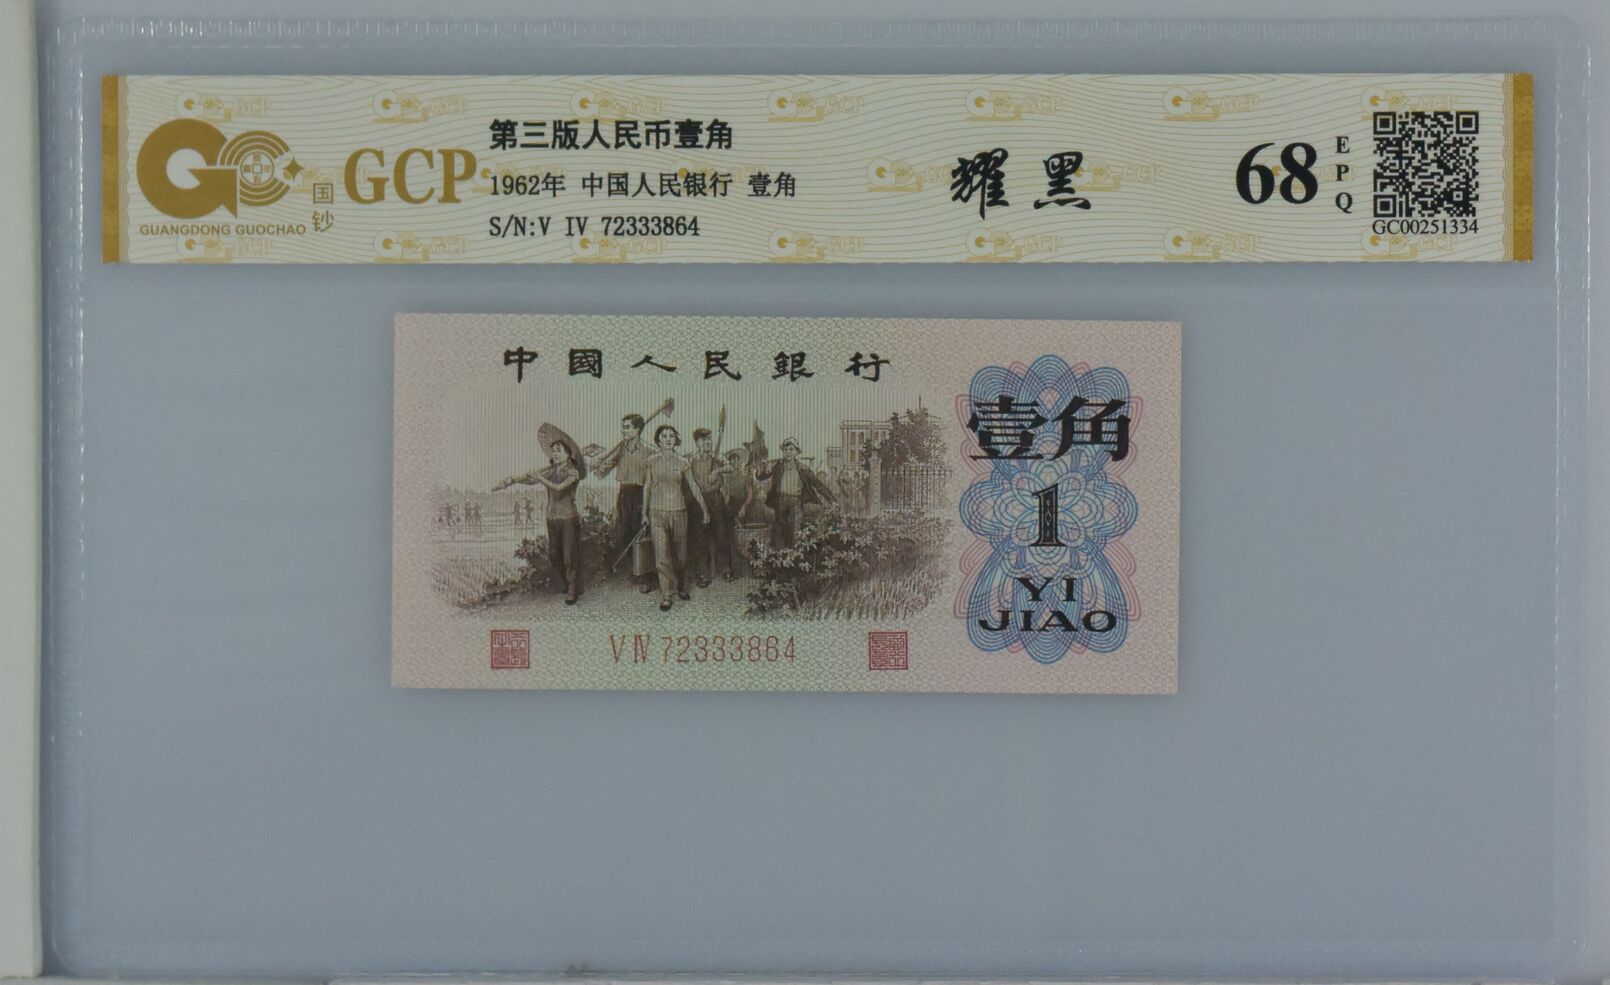 国钞
GUANGDONG GUOCHAO
GCP
第三版人民币壹角
1962年 中国人民银行 壹角
S/N:V IV 72333864
耀黑
68
EPQ
GC00251334
中國人民銀行
壹角
1
YI
JIAO
V IV 72333864